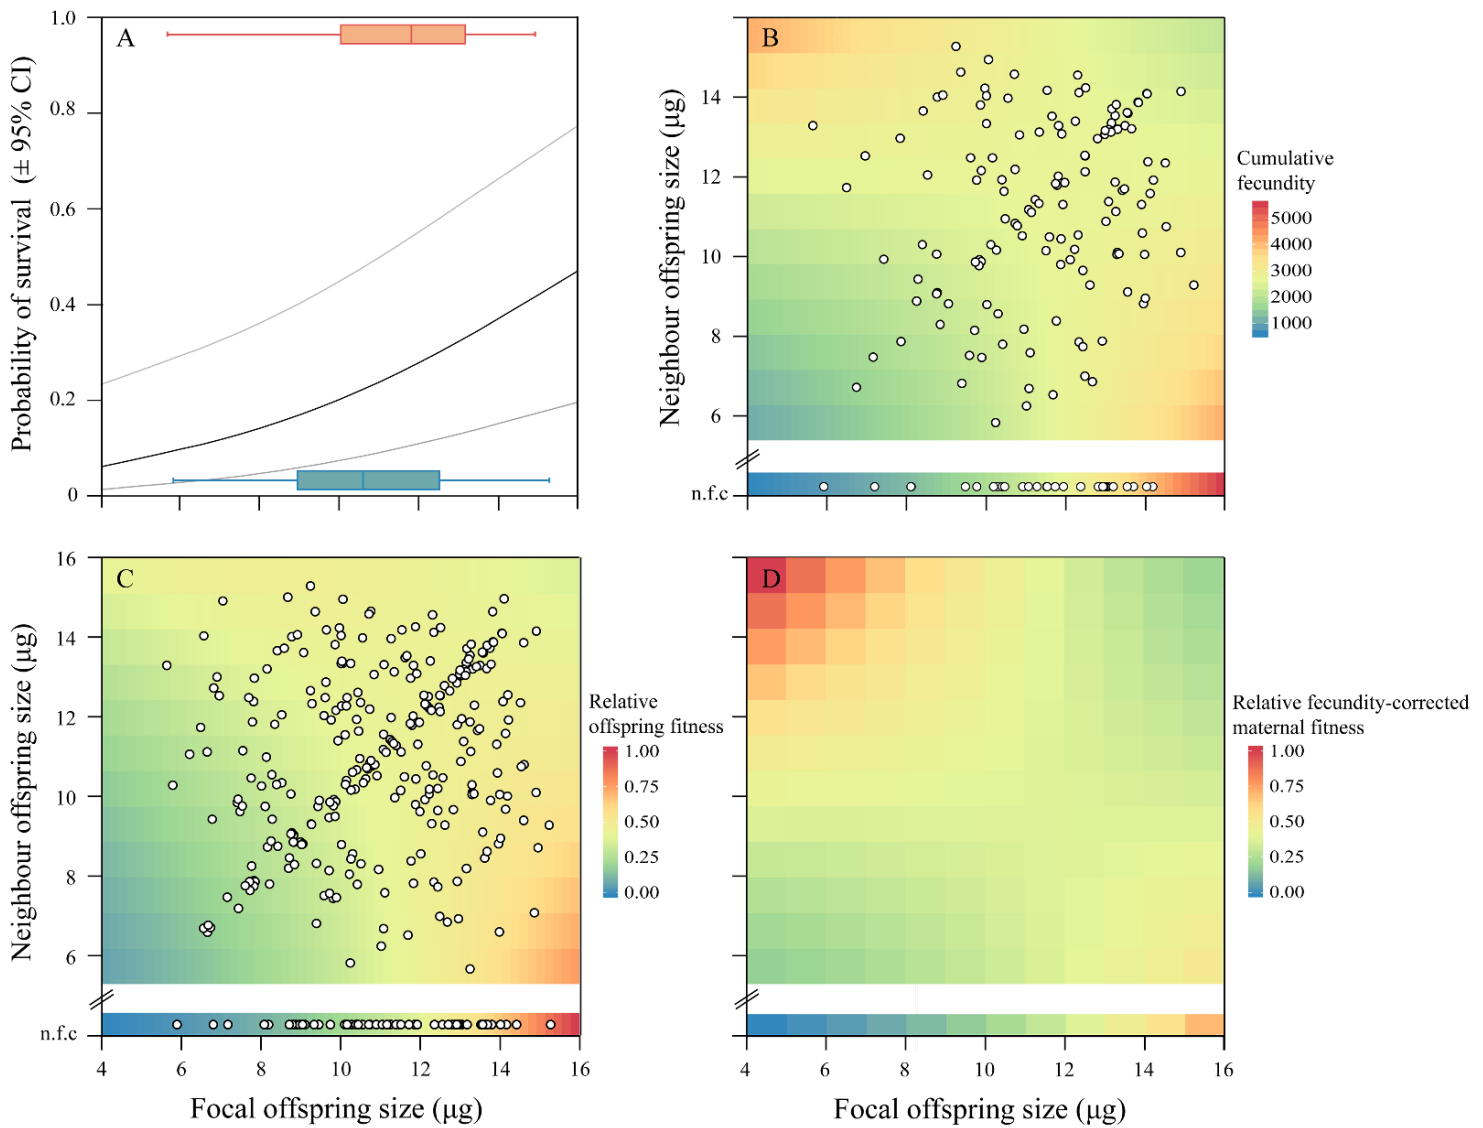 A
1.0
0.8
0.6
0.4
0.2
0
Probability of survival (± 95% CI)
B
14
12
10
8
6
n.f.c
Neighbour offspring size (µg)
Cumulative
fecundity
5000
4000
3000
2000
1000
C
16
14
12
10
8
6
n.f.c
Neighbour offspring size (µg)
4 6 8 10 12 14 16
Focal offspring size (µg)
Relative
offspring fitness
1.00
0.75
0.50
0.25
0.00
D
4 6 8 10 12 14 16
Focal offspring size (µg)
Relative fecundity-corrected
maternal fitness
1.00
0.75
0.50
0.25
0.00